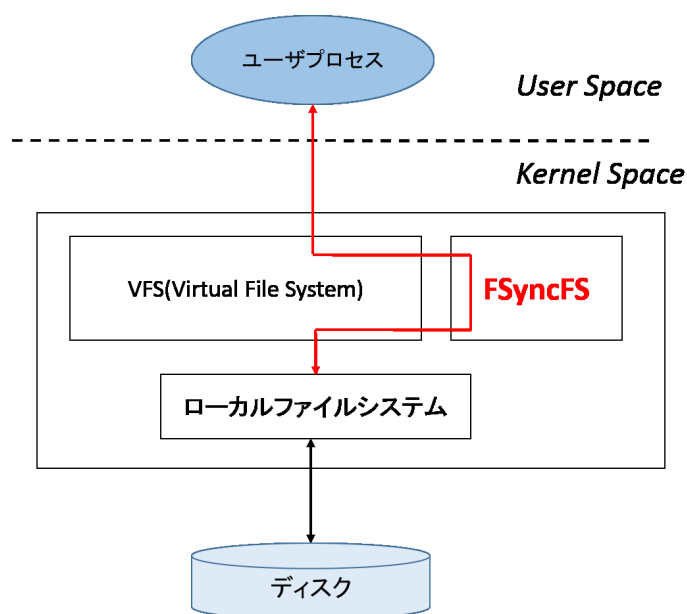 ユーザプロセス
User Space
Kernel Space
VFS(Virtual File System)
FSyncFS
ローカルファイルシステム
ディスク